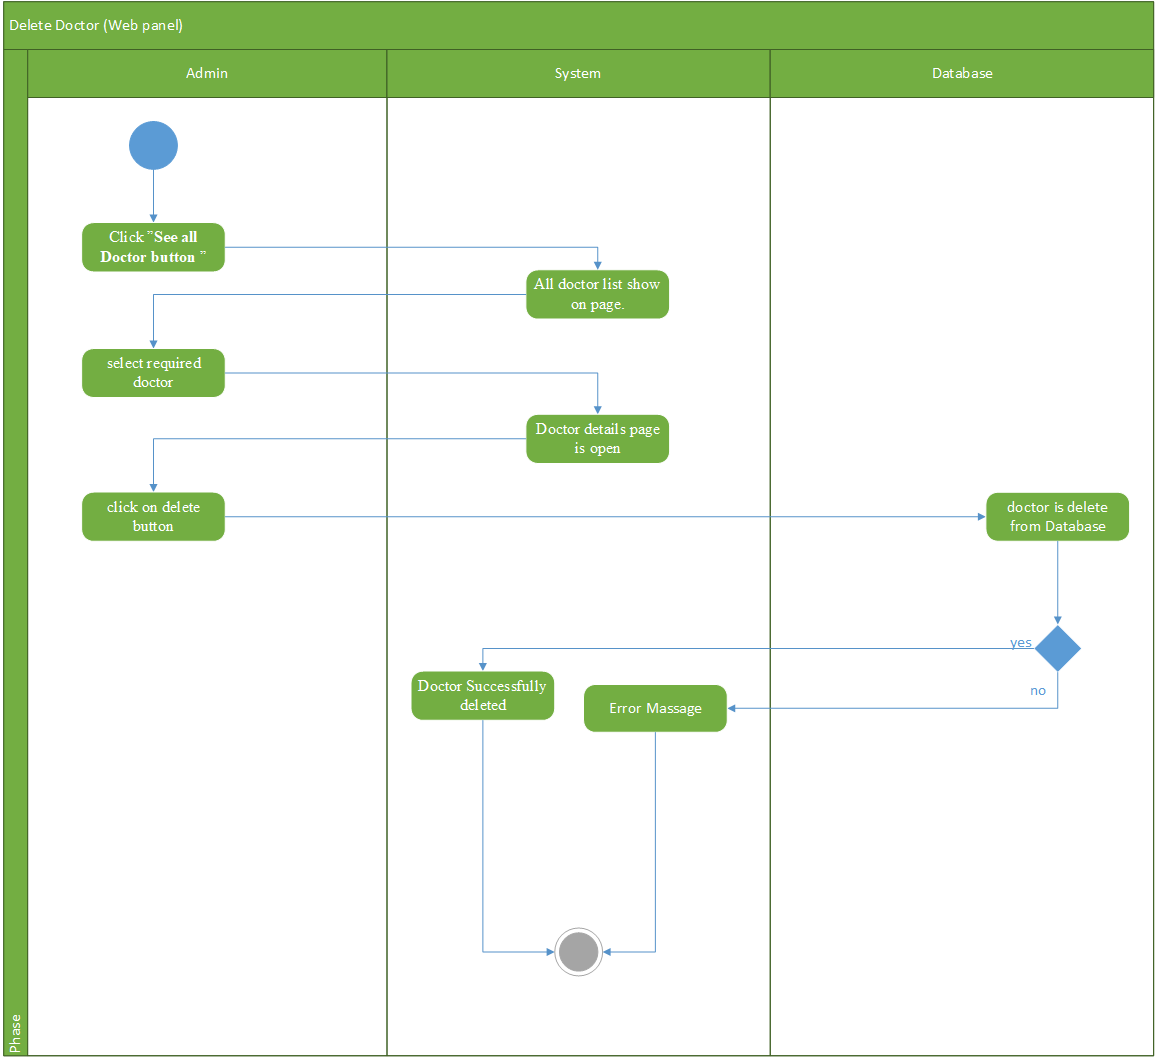 Delete Doctor (Web panel)
Admin
System
Database
Click "See all
Doctor button "
All doctor list show
on page.
select required
doctor
Doctor details page
is open
click on delete
button
doctor is delete
from Database
yes
no
Doctor Successfully
deleted
Error Massage
Phase